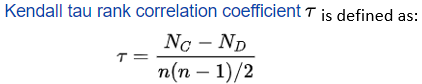 Kendall tau rank correlation coefficient τ is defined as:
τ = (N_C − N_D) / (n(n − 1)/2)